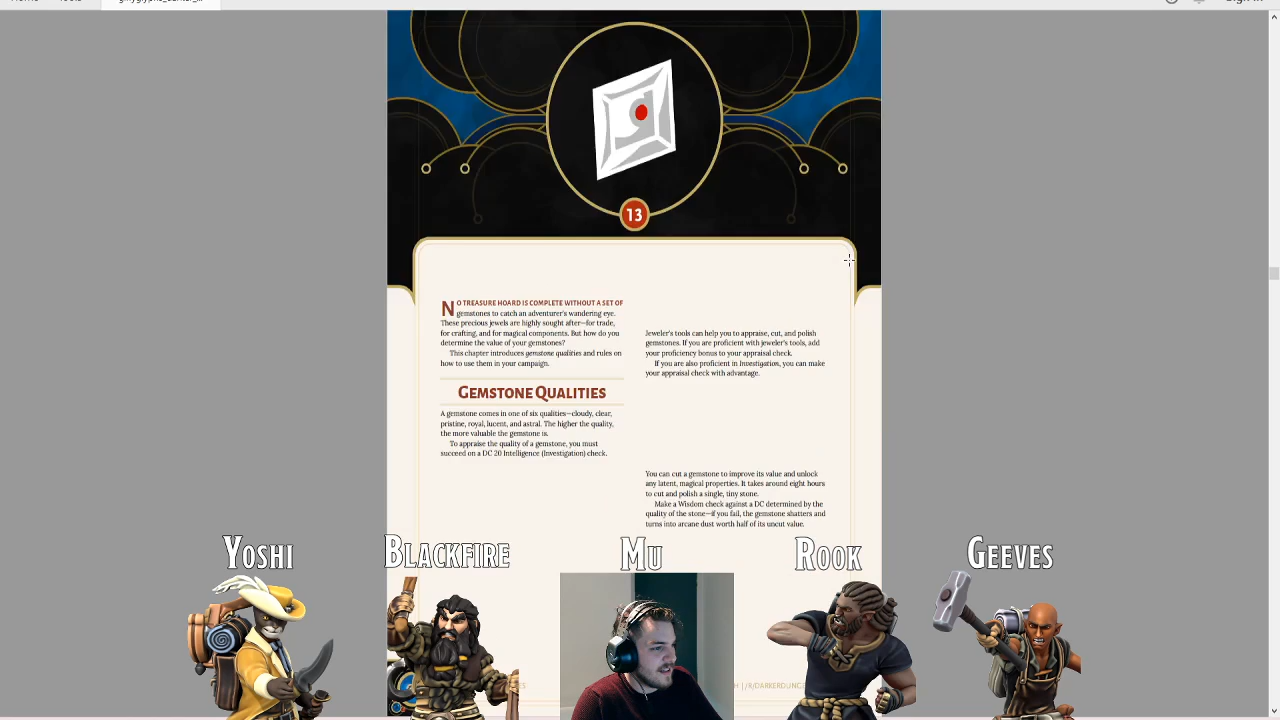 13
NO TREASURE HOARD IS COMPLETE WITHOUT A SET OF
gemstones to catch an adventurer's wandering eye.
These precious jewels are highly sought after—for trade,
for crafting, and for magical components. But how do you
determine the value of your gemstones?
This chapter introduces gemstone qualities and rules on
how to use them in your campaign.
GEMSTONE QUALITIES
A gemstone comes in one of six qualities—cloudy, clear,
pristine, royal, lucent, and astral. The higher the quality,
the more valuable the gemstone is.
To appraise the quality of a gemstone, you must
succeed on a DC 20 Intelligence (Investigation) check.
Jeweler's tools can help you to appraise, cut, and polish
gemstones. If you are proficient with jeweler's tools, add
your proficiency bonus to your appraisal check.
If you are also proficient in Investigation, you can make
your appraisal check with advantage.
You can cut a gemstone to improve its value and unlock
any latent, magical properties. It takes around eight hours
to cut and polish a single, tiny stone.
Make a Wisdom check against a DC determined by the
quality of the stone—if you fail, the gemstone shatters and
turns into arcane dust worth half of its uncut value.
YOSHI
BLACKFIRE
MU
ROOK
GEEVES